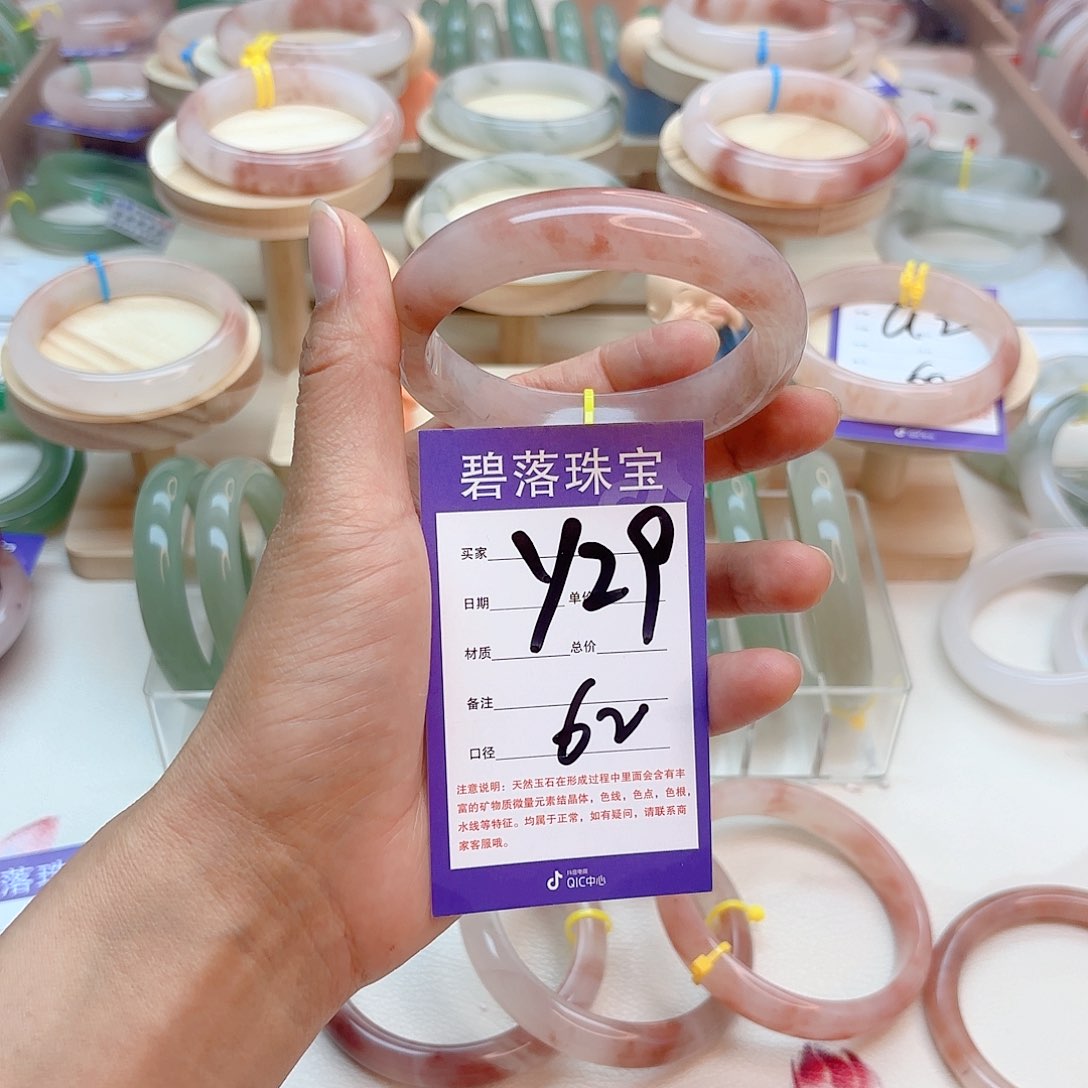 碧落珠宝
买家
Y29
日期 单价
材质 总价
备注
62
口径
注意说明：天然玉石在形成过程中里面会含有丰
富的矿物质微量元素结晶体，色线，色点，色根，
水线等特征。均属于正常，如有疑问，请联系商
家客服哦。
抖音电商
QIC中心
落珠